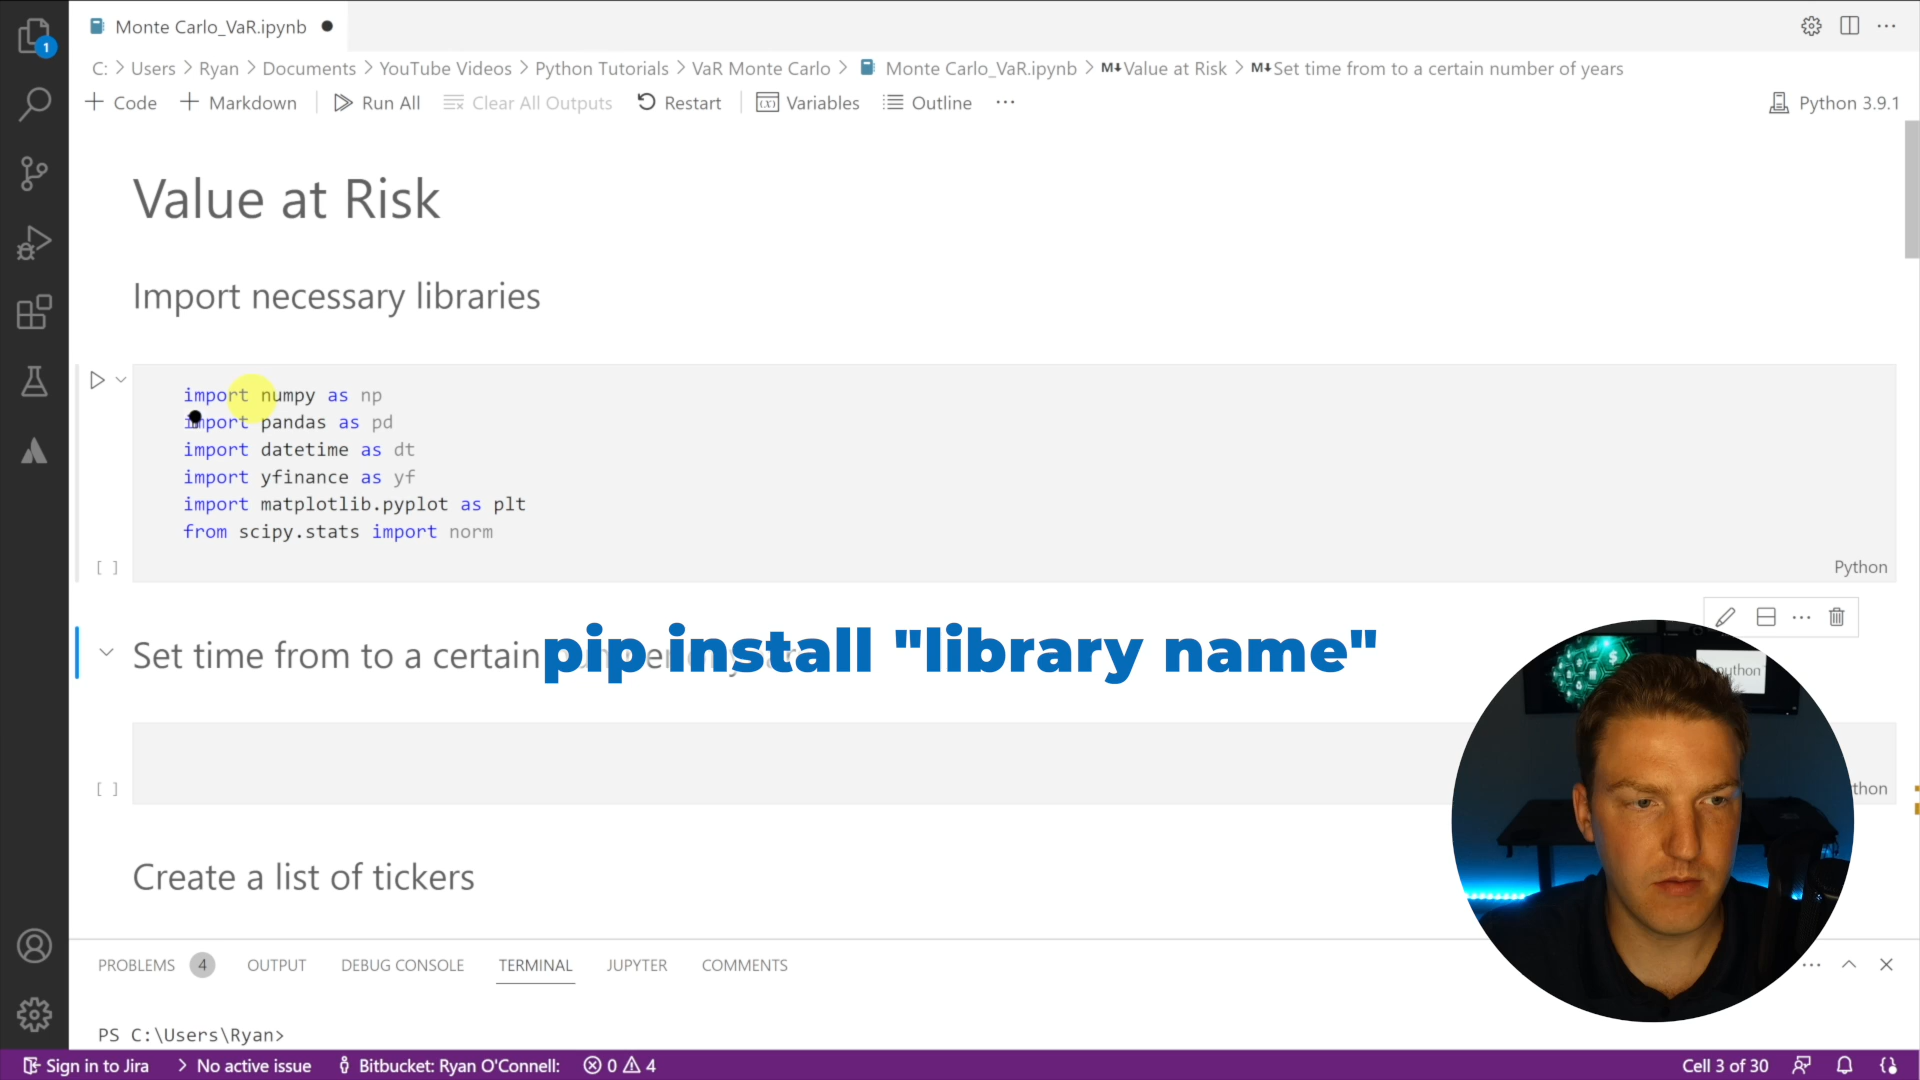 Monte Carlo_VaR.ipynb
1
C: > Users > Ryan > Documents > YouTube Videos > Python Tutorials > VaR Monte Carlo > Monte Carlo_VaR.ipynb > M↓Value at Risk > M↓Set time from to a certain number of years
+ Code + Markdown Run All Clear All Outputs Restart Variables Outline ··· Python 3.9.1
Value at Risk
Import necessary libraries
import numpy as np
import pandas as pd
import datetime as dt
import yfinance as yf
import matplotlib.pyplot as plt
from scipy.stats import norm
[ ] Python
Set time from to a certain
pip install "library name"
python
[ ] thon
Create a list of tickers
PROBLEMS 4 OUTPUT DEBUG CONSOLE TERMINAL JUPYTER COMMENTS
PS C:\Users\Ryan>
Sign in to Jira > No active issue Bitbucket: Ryan O'Connell: 0 4 Cell 3 of 30